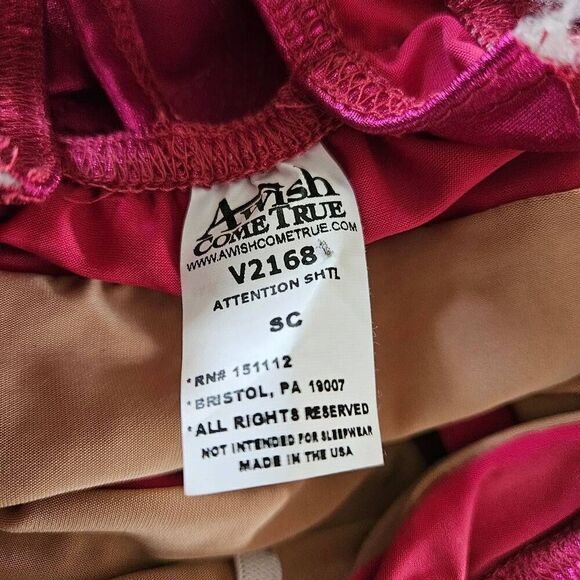 A Wish
COME TRUE
WWW.AWISHCOMETRUE.COM
V2168
ATTENTION SHTL
SC
*RN# 151112
*BRISTOL, PA 19007
*ALL RIGHTS RESERVED
NOT INTENDED FOR SLEEPWEAR
MADE IN THE USA